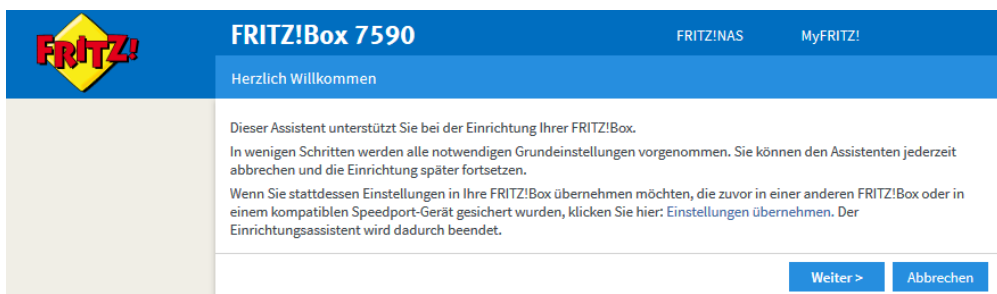 FRITZ!
FRITZ!Box 7590
FRITZ!NAS
MyFRITZ!
Herzlich Willkommen
Dieser Assistent unterstützt Sie bei der Einrichtung Ihrer FRITZ!Box.
In wenigen Schritten werden alle notwendigen Grundeinstellungen vorgenommen. Sie können den Assistenten jederzeit
abbrechen und die Einrichtung später fortsetzen.
Wenn Sie stattdessen Einstellungen in Ihre FRITZ!Box übernehmen möchten, die zuvor in einer anderen FRITZ!Box oder in
einem kompatiblen Speedport-Gerät gesichert wurden, klicken Sie hier: Einstellungen übernehmen. Der
Einrichtungsassistent wird dadurch beendet.
Weiter >
Abbrechen